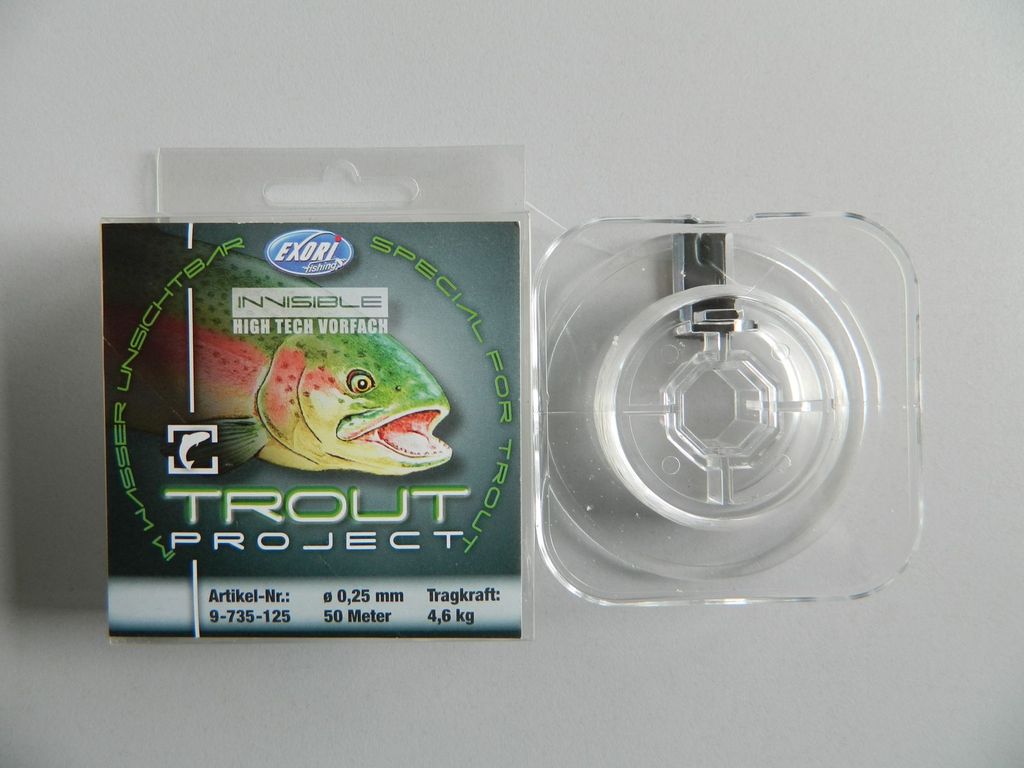 EXORI
fishing
IM WASSER UNSICHTBAR
SPECIAL FOR TROUT
INVISIBLE
HIGH TECH VORFACH
TROUT
PROJECT
Artikel-Nr.: ø 0,25 mm Tragkraft:
9-735-125 50 Meter 4,6 kg